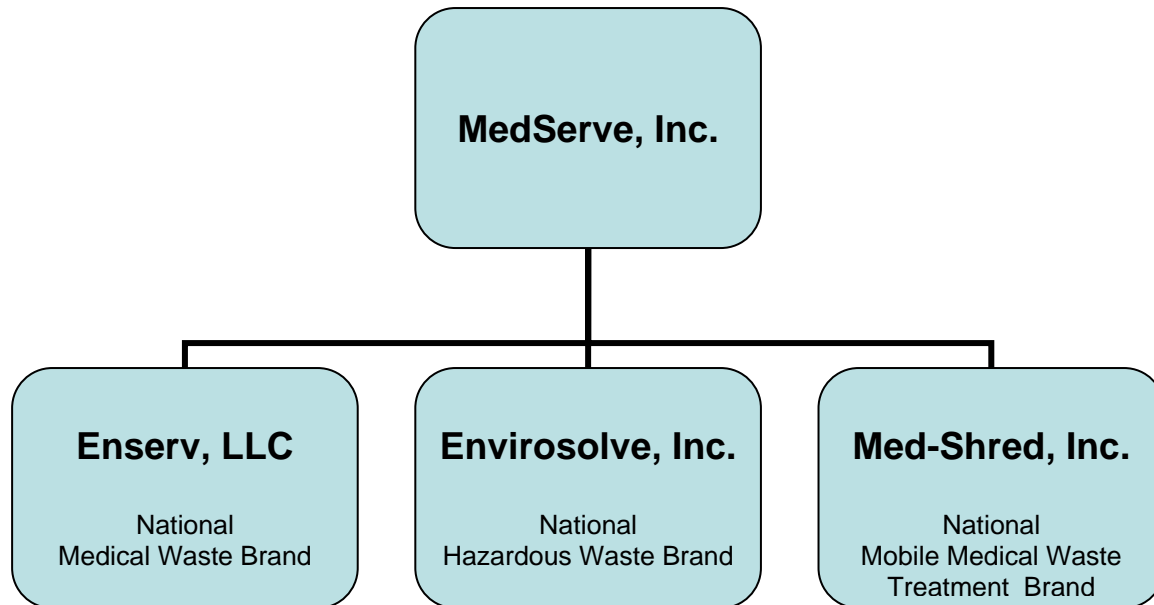 MedServe, Inc.
Enserv, LLC
National
Medical Waste Brand
Envirosolve, Inc.
National
Hazardous Waste Brand
Med-Shred, Inc.
National
Mobile Medical Waste
Treatment Brand